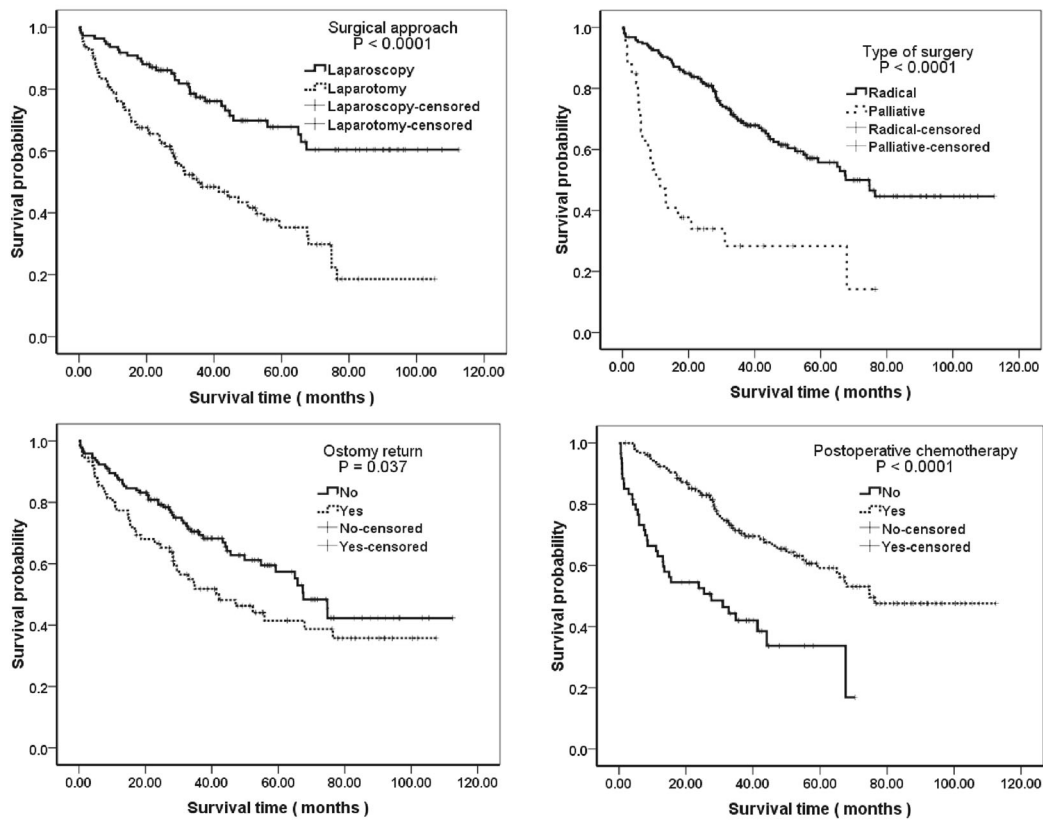 Surgical approach
P < 0.0001
Laparoscopy
Laparotomy
Laparoscopy-censored
Laparotomy-censored
Survival probability
1.0
0.8
0.6
0.4
0.2
0.0
0.00 20.00 40.00 60.00 80.00 100.00 120.00
Survival time ( months )
Type of surgery
P < 0.0001
Radical
Palliative
Radical-censored
Palliative-censored
Survival probability
1.0
0.8
0.6
0.4
0.2
0.0
0.00 20.00 40.00 60.00 80.00 100.00 120.00
Survival time ( months )
Ostomy return
P = 0.037
No
Yes
No-censored
Yes-censored
Survival probability
1.0
0.8
0.6
0.4
0.2
0.0
0.00 20.00 40.00 60.00 80.00 100.00 120.00
Survival time ( months )
Postoperative chemotherapy
P < 0.0001
No
Yes
No-censored
Yes-censored
Survival probability
1.0
0.8
0.6
0.4
0.2
0.0
0.00 20.00 40.00 60.00 80.00 100.00 120.00
Survival time ( months )